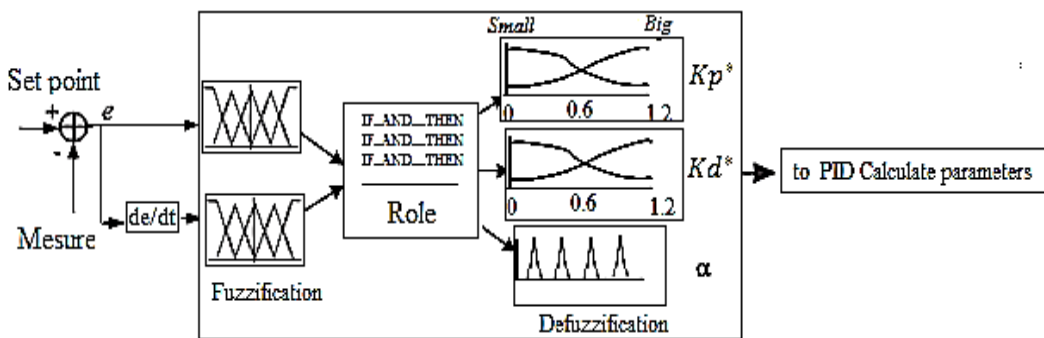 Set point
+
-
e
Mesure
de/dt
Fuzzification
IF_AND_THEN
IF_AND_THEN
IF_AND_THEN
Role
Small Big
Kp*
0 0.6 1.2
Kd*
0 0.6 1.2
α
Defuzzification
to PID Calculate parameters